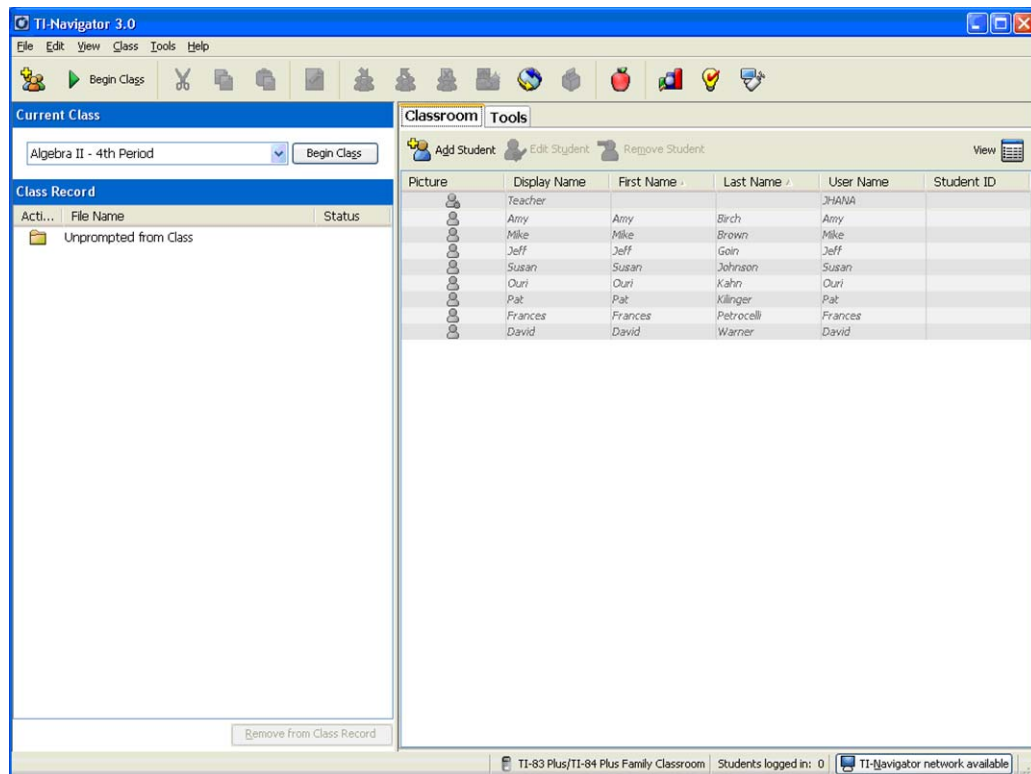 TI-Navigator 3.0
File Edit View Class Tools Help
Begin Class
Current Class
Algebra II - 4th Period Begin Class
Class Record
Acti... File Name Status
Unprompted from Class
Remove from Class Record
Classroom Tools
Add Student Edit Student Remove Student View
Picture Display Name First Name Last Name User Name Student ID
Teacher JHANA
Amy Amy Birch Amy
Mike Mike Brown Mike
Jeff Jeff Goin Jeff
Susan Susan Johnson Susan
Ouri Ouri Kahn Ouri
Pat Pat Kilinger Pat
Frances Frances Petrocelli Frances
David David Warner David
TI-83 Plus/TI-84 Plus Family Classroom Students logged in: 0 TI-Navigator network available